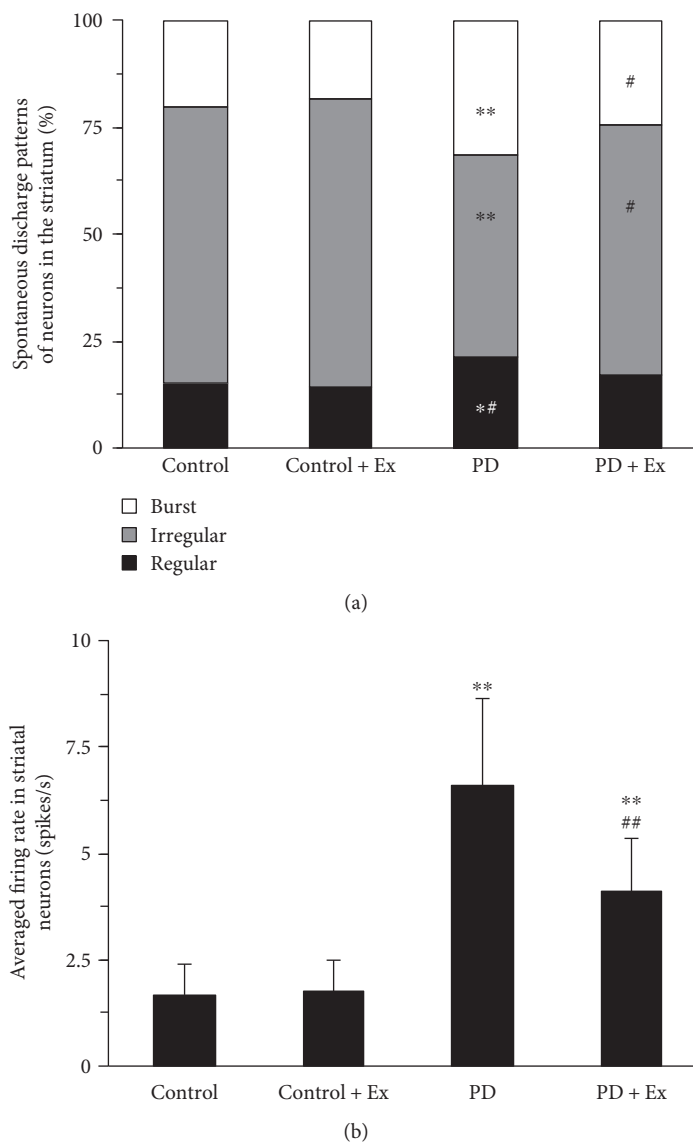 Spontaneous discharge patterns
of neurons in the striatum (%)
100
75
50
25
0
**
**
*#
#
#
Control
Control + Ex
PD
PD + Ex
Burst
Irregular
Regular
(a)
Averaged firing rate in striatal
neurons (spikes/s)
10
7.5
5
2.5
0
**
**
##
Control
Control + Ex
PD
PD + Ex
(b)